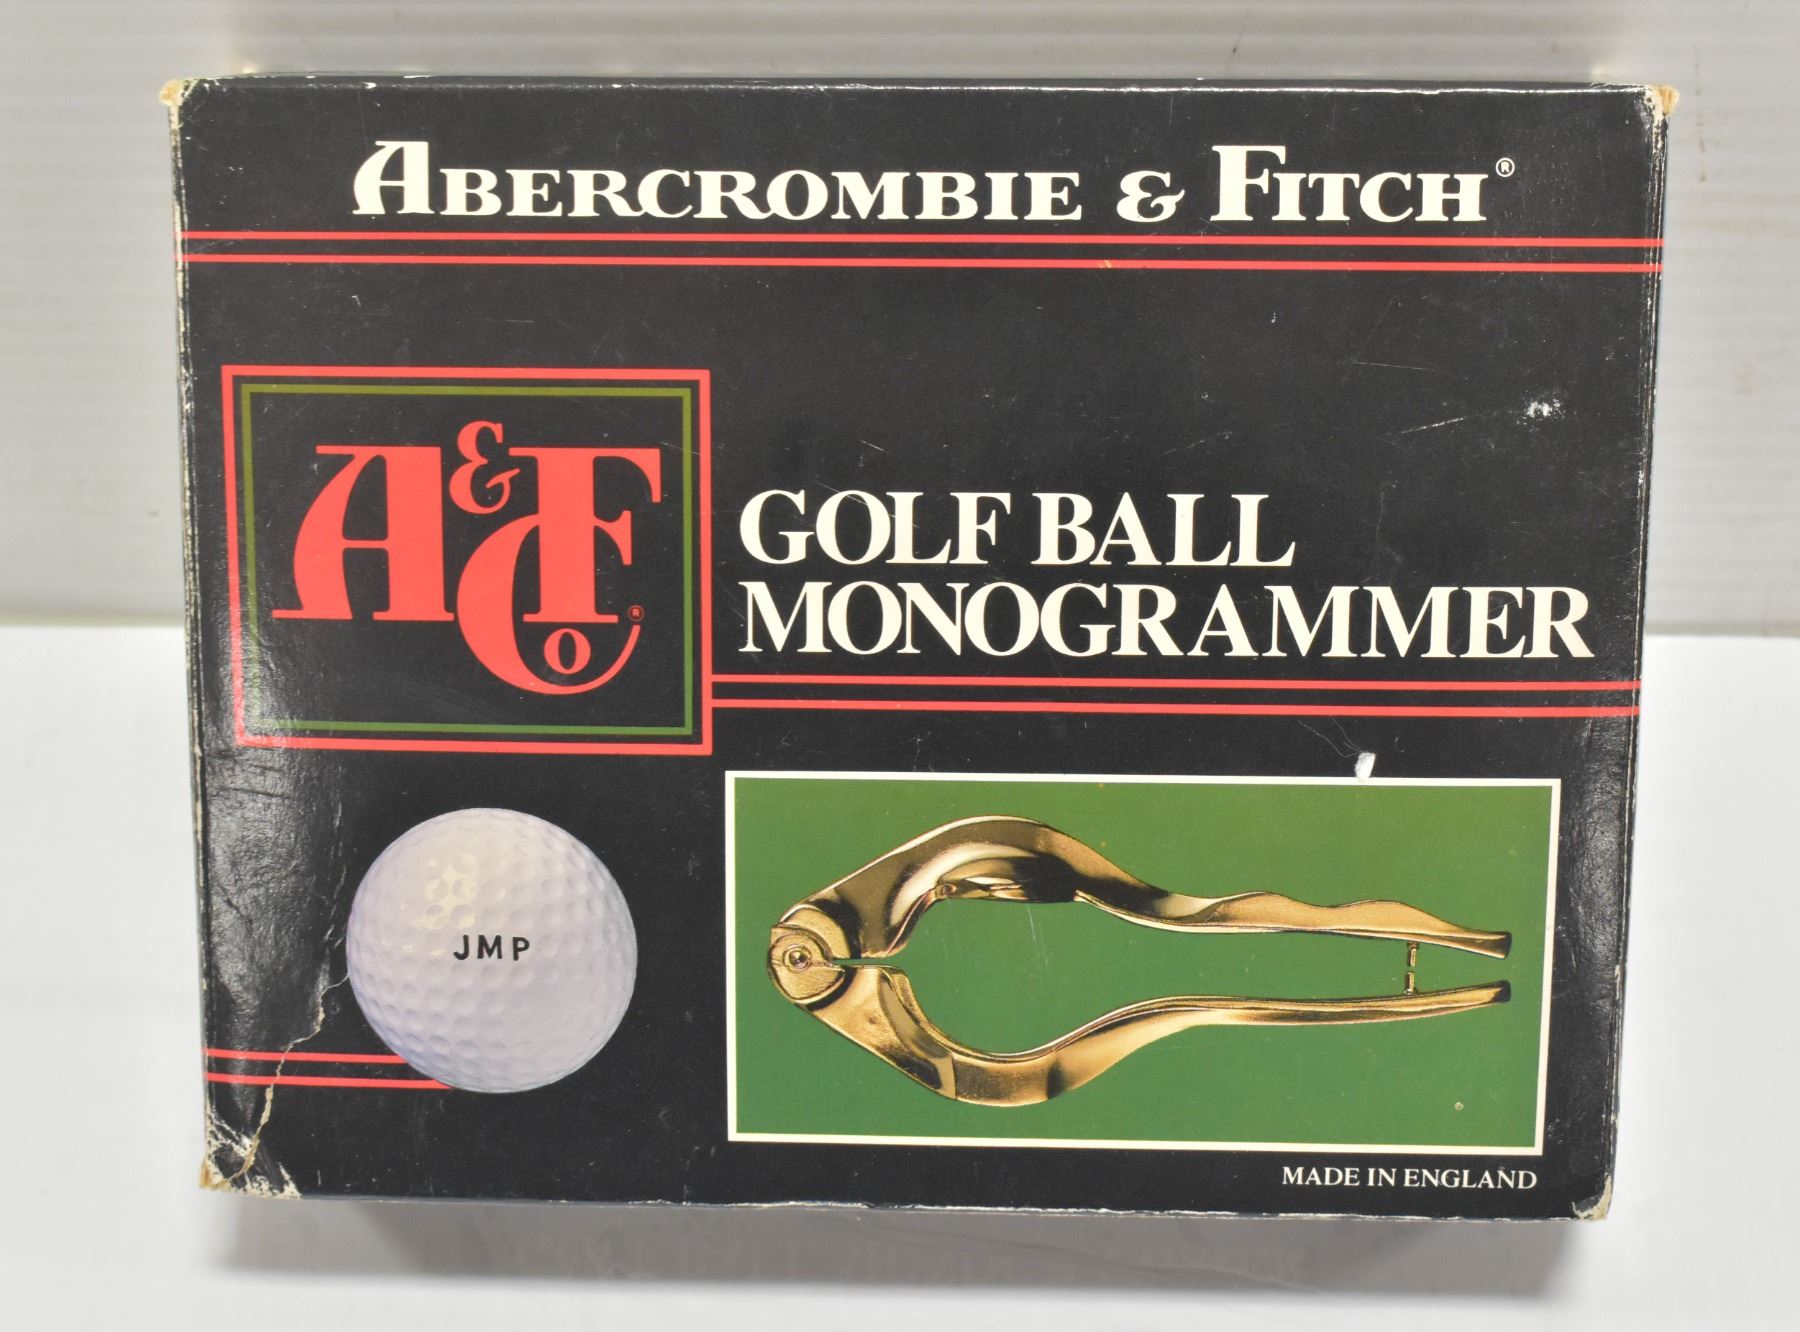 ABERCROMBIE & FITCH®
A&F Co®
GOLF BALL
MONOGRAMMER
JMP
MADE IN ENGLAND